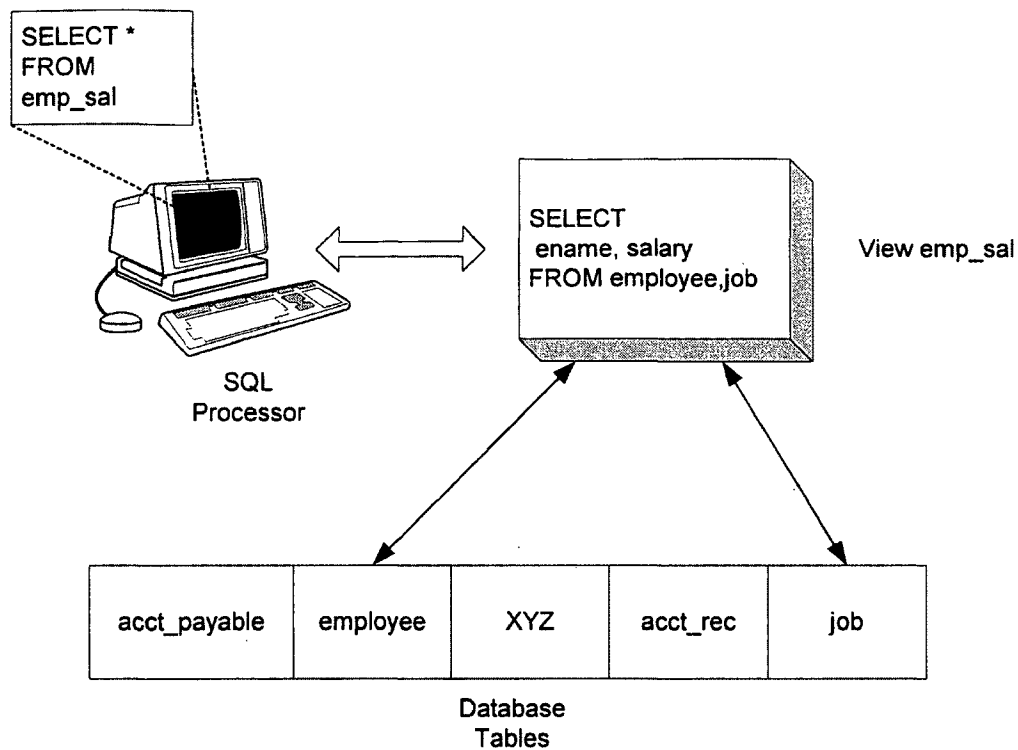 SELECT *
FROM
emp_sal
SELECT
ename, salary
FROM employee,job
View emp_sal
SQL
Processor
acct_payable
employee
XYZ
acct_rec
job
Database
Tables